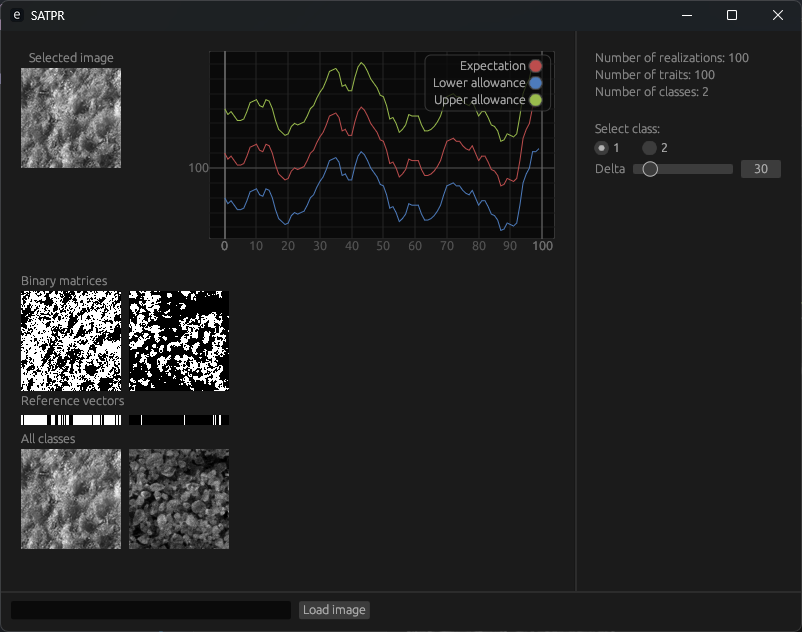 e SATPR
Selected image
Expectation
Lower allowance
Upper allowance
100
0 10 20 30 40 50 60 70 80 90 100
Number of realizations: 100
Number of traits: 100
Number of classes: 2
Select class:
1 2
Delta 30
Binary matrices
Reference vectors
All classes
Load image